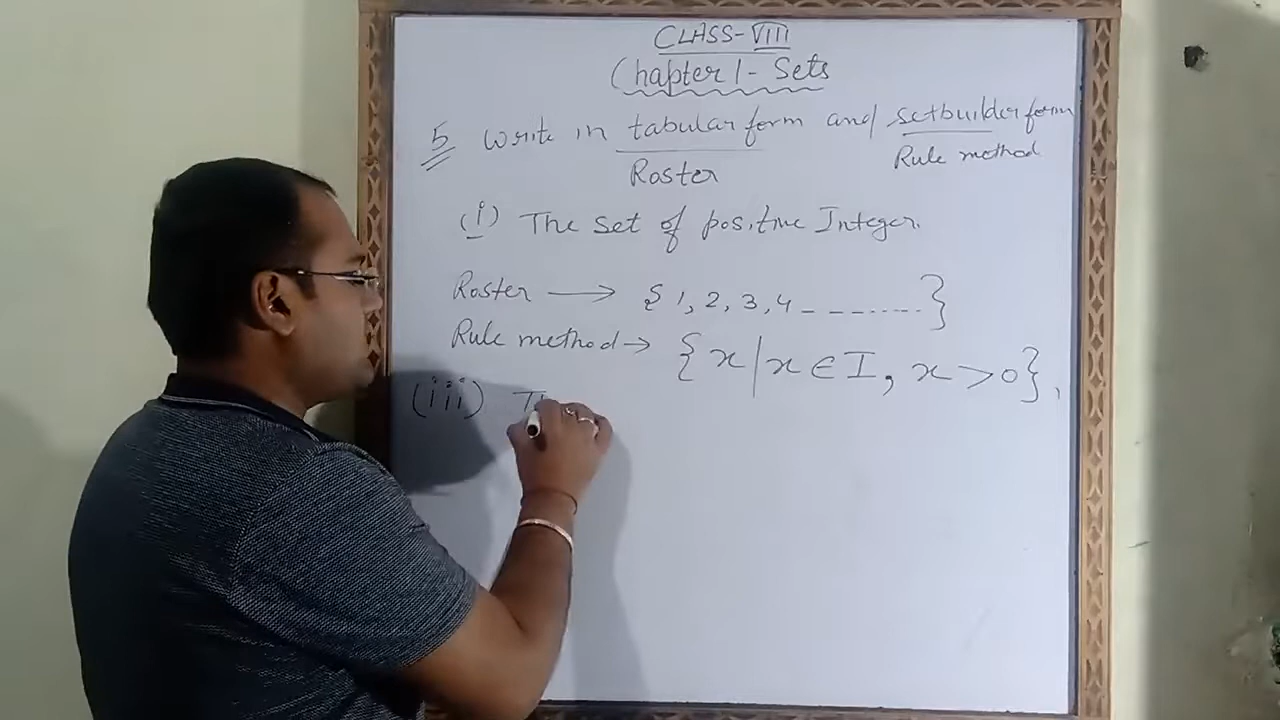 CLASS-VIII
Chapter 1- Sets
5 Write in tabular form and setbuilder form
Roster
Rule method
(i) The Set of positive Integer.
Roster → {1, 2, 3, 4 - - - ........}
Rule method → {x|x∈I, x>0},
(iii) Th